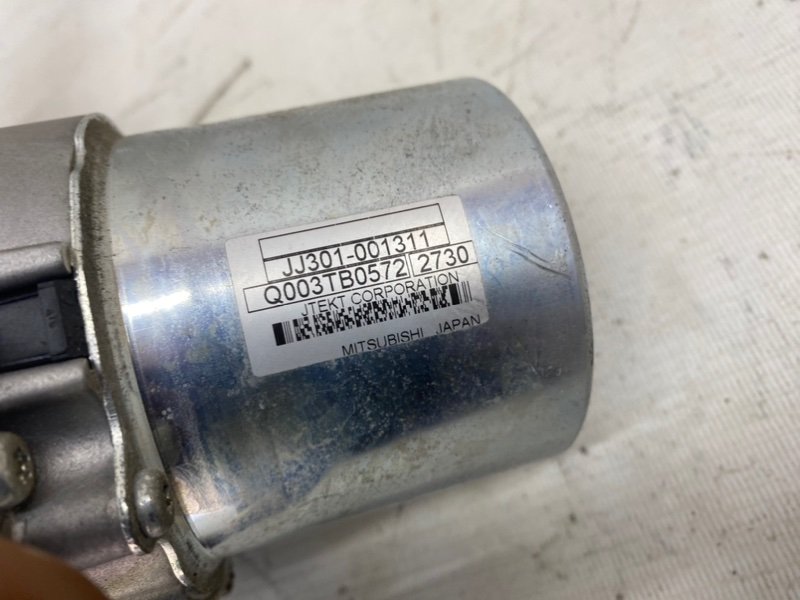 JJ301-001311
Q003TB0572 2730
JTEKT CORPORATION
MITSUBISHI JAPAN